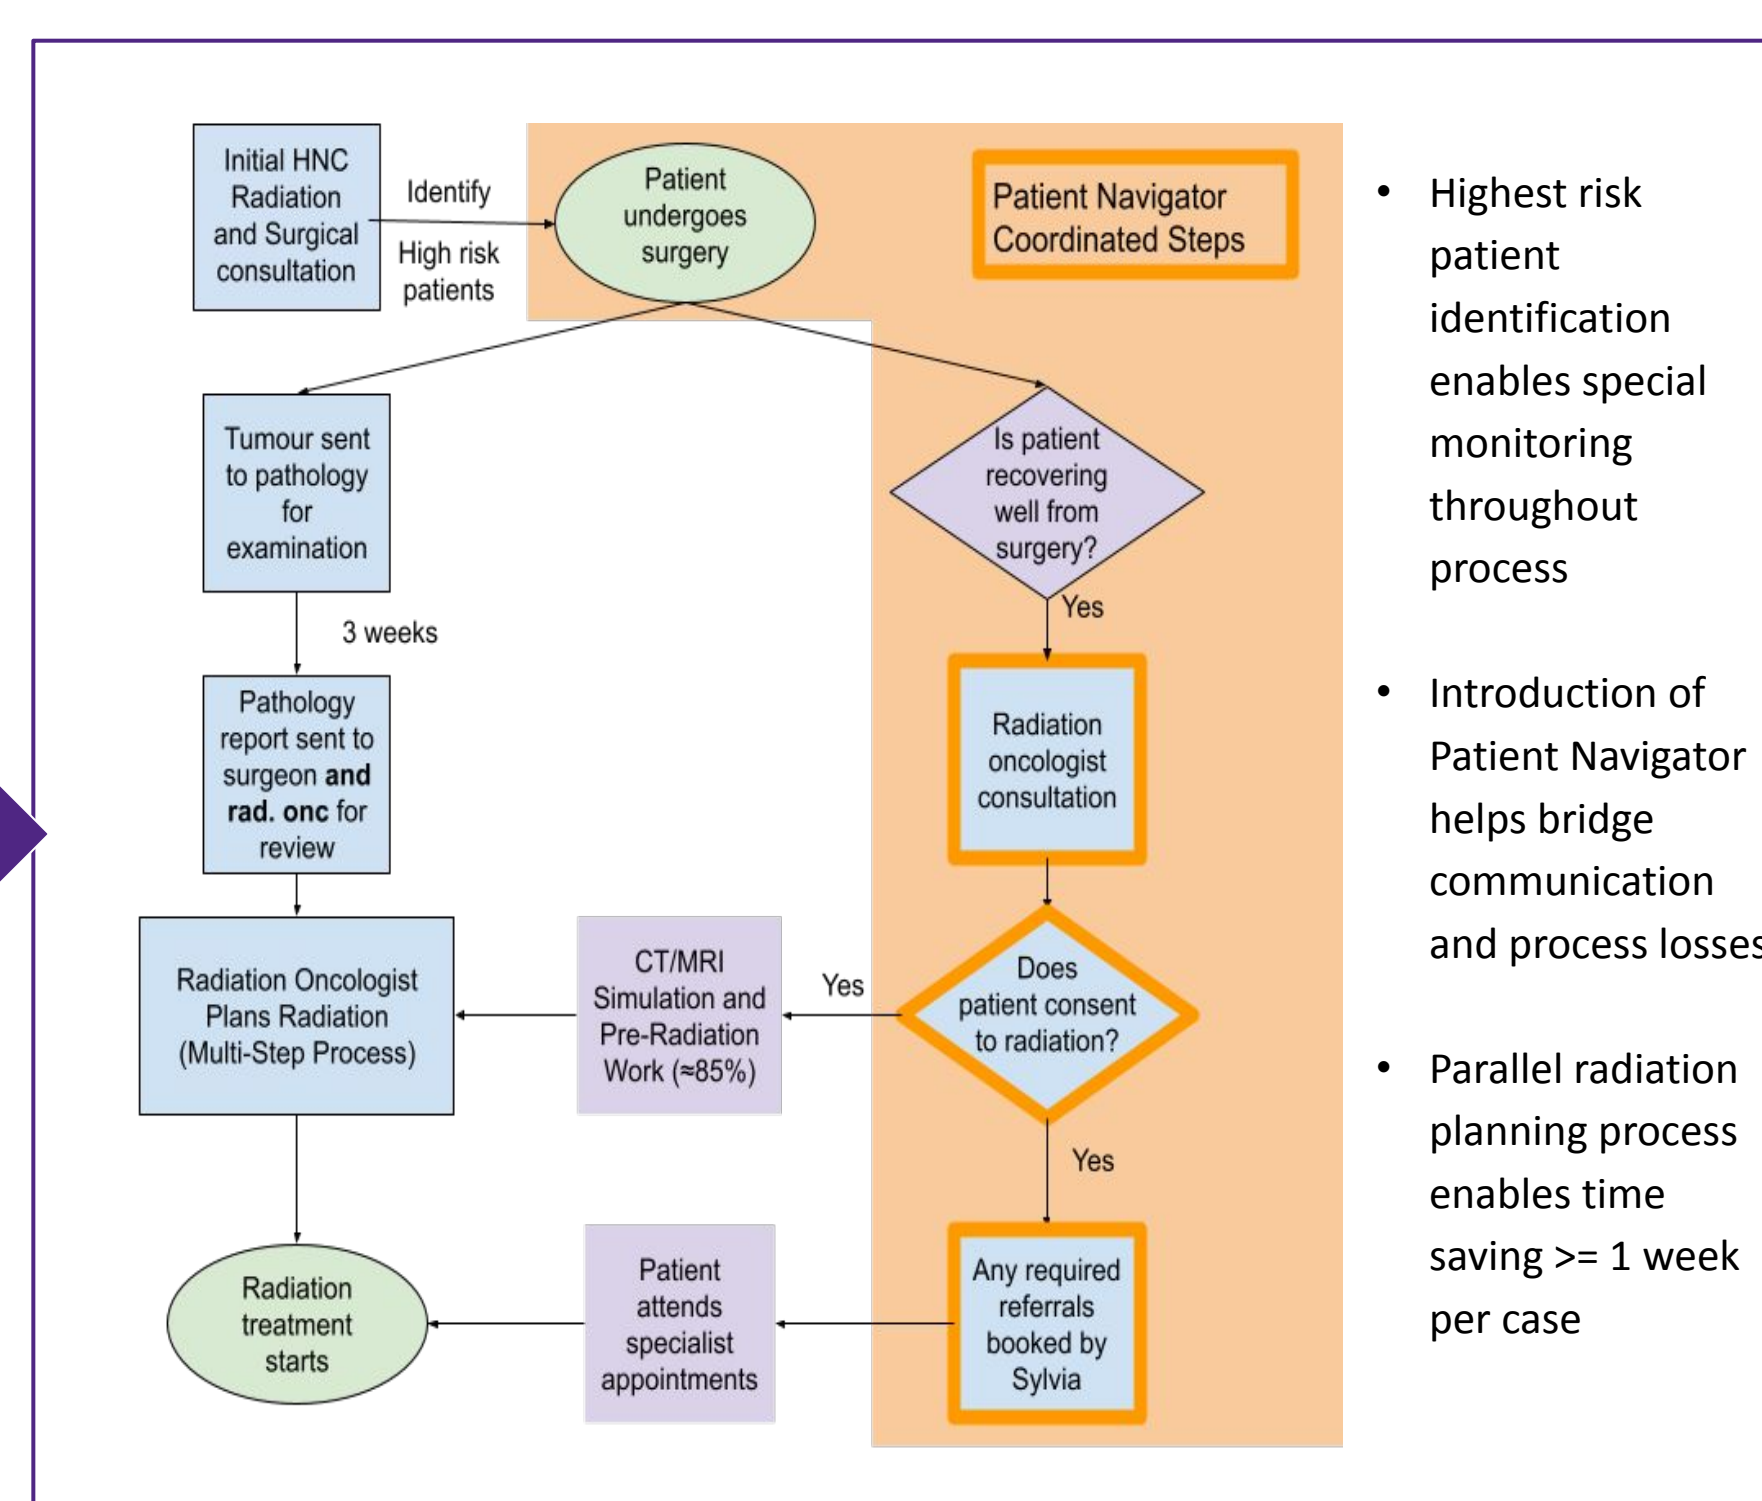 Initial HNC
Radiation
and Surgical
consultation
Identify
High risk
patients
Patient
undergoes
surgery
Patient Navigator
Coordinated Steps
Tumour sent
to pathology
for
examination
Is patient
recovering
well from
surgery?
3 weeks
Yes
Pathology
report sent to
surgeon and
rad. onc for
review
Radiation
oncologist
consultation
Radiation Oncologist
Plans Radiation
(Multi-Step Process)
CT/MRI
Simulation and
Pre-Radiation
Work (≈85%)
Yes
Does
patient consent
to radiation?
Yes
Radiation
treatment
starts
Patient
attends
specialist
appointments
Any required
referrals
booked by
Sylvia
• Highest risk
patient
identification
enables special
monitoring
throughout
process
• Introduction of
Patient Navigator
helps bridge
communication
and process losses
• Parallel radiation
planning process
enables time
saving >= 1 week
per case